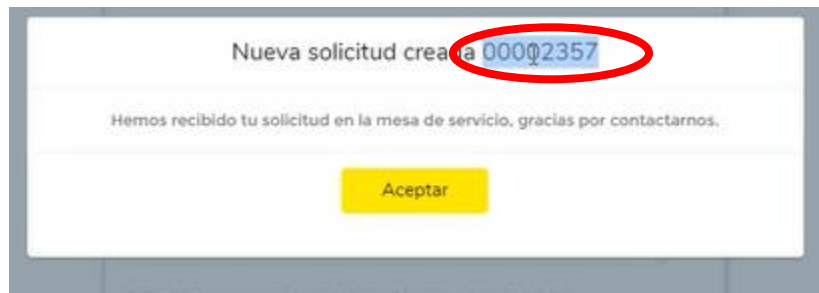 Nueva solicitud creada 00002357
Hemos recibido tu solicitud en la mesa de servicio, gracias por contactarnos.
Aceptar